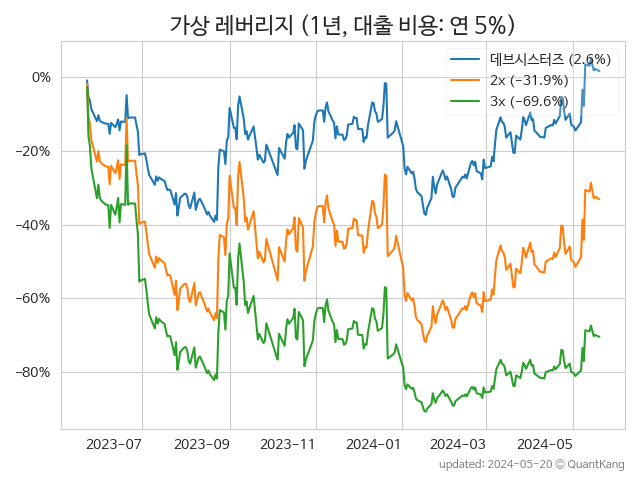 가상 레버리지 (1년, 대출 비용: 연 5%)
데브시스터즈 (2.6%)
2x (−31.9%)
3x (−69.6%)
0%
−20%
−40%
−60%
−80%
2023−07 2023−09 2023−11 2024−01 2024−03 2024−05
updated: 2024-05-20 © QuantKang